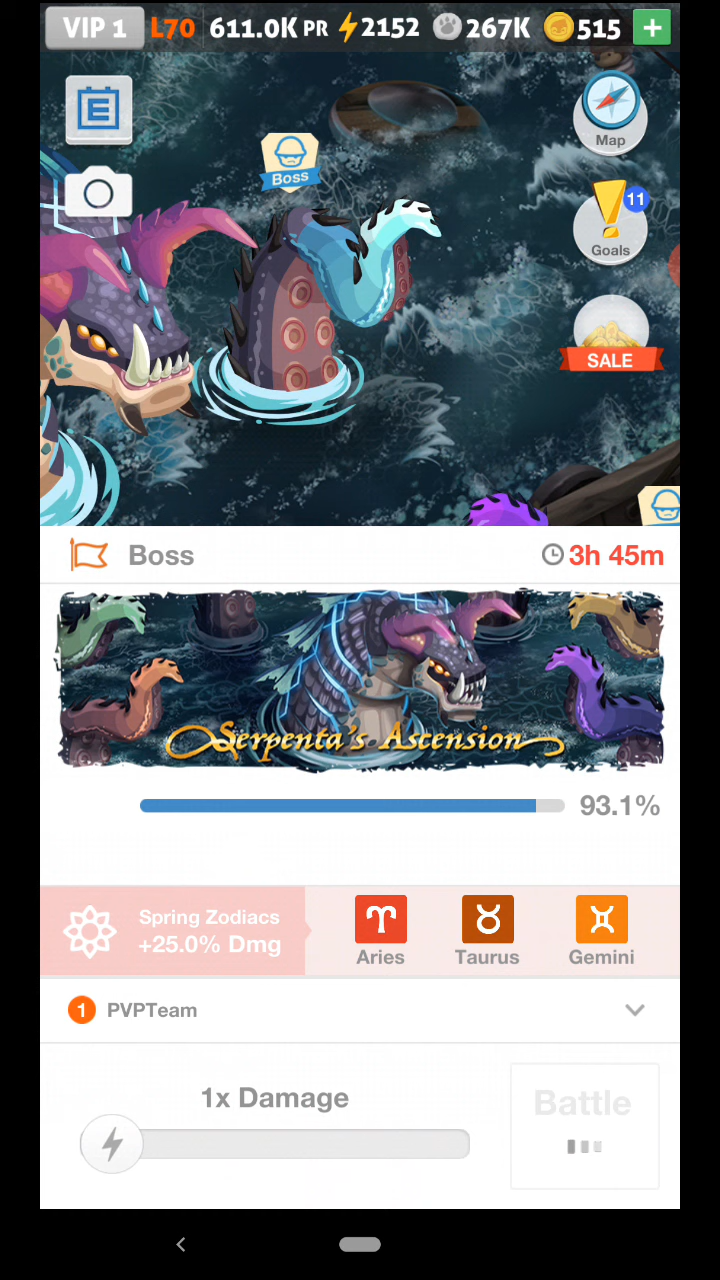 VIP 1 L70 611.0K PR 2152 267K 515 +
E
Map
Boss
11
Goals
SALE
Boss 3h 45m
Serpenta's Ascension
93.1%
Spring Zodiacs
+25.0% Dmg
Aries Taurus Gemini
1 PVPTeam
1x Damage
Battle